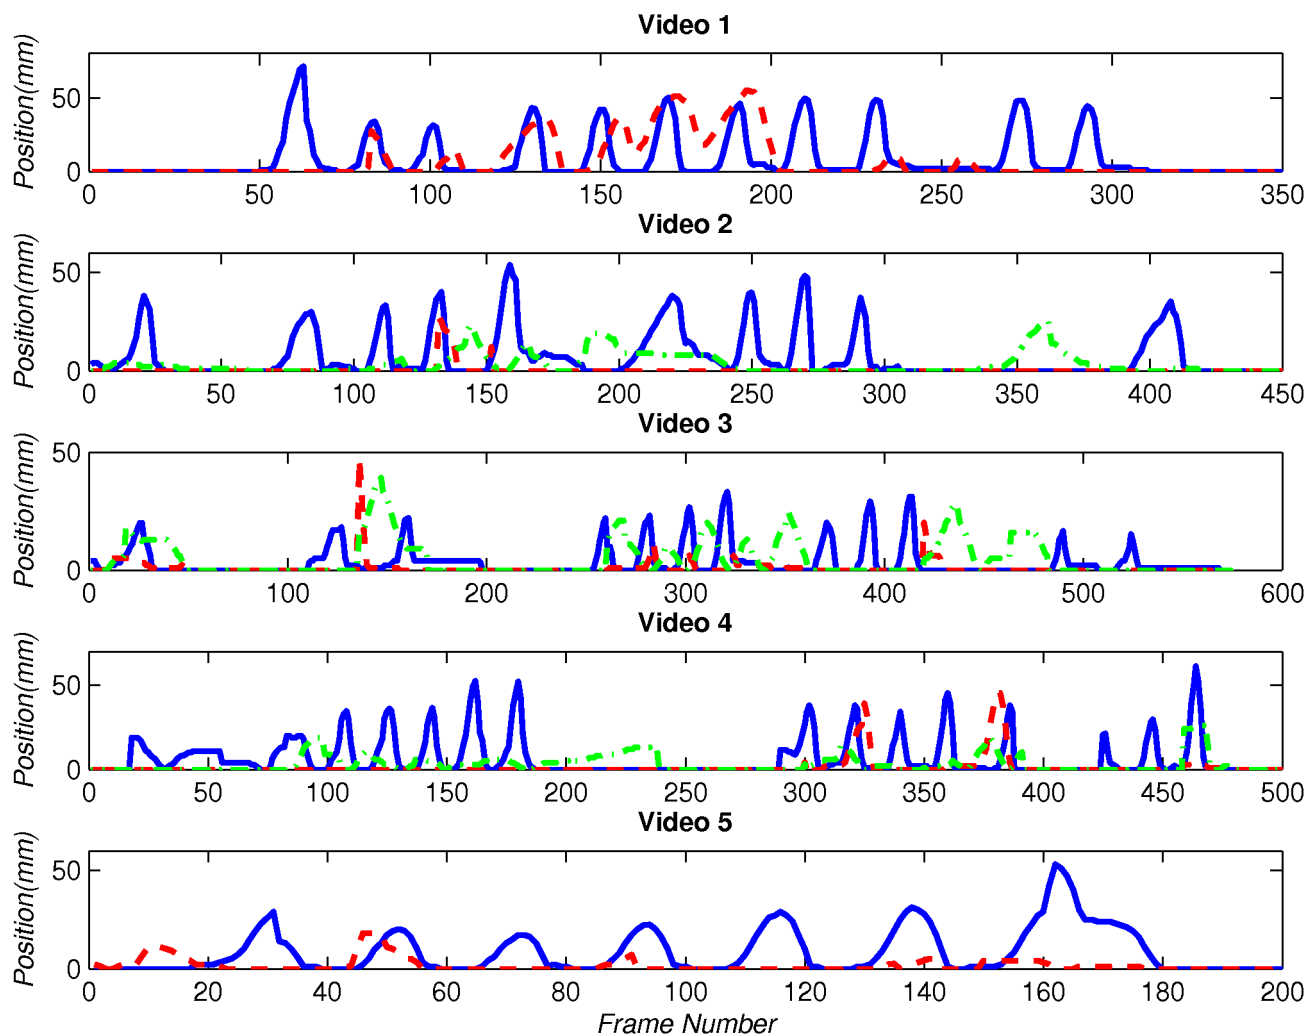 Video 1
Position(mm)
50
0
0 50 100 150 200 250 300 350
Video 2
Position(mm)
50
0
0 50 100 150 200 250 300 350 400 450
Video 3
Position(mm)
50
0
0 100 200 300 400 500 600
Video 4
Position(mm)
50
0
0 50 100 150 200 250 300 350 400 450 500
Video 5
Position(mm)
50
0
0 20 40 60 80 100 120 140 160 180 200
Frame Number